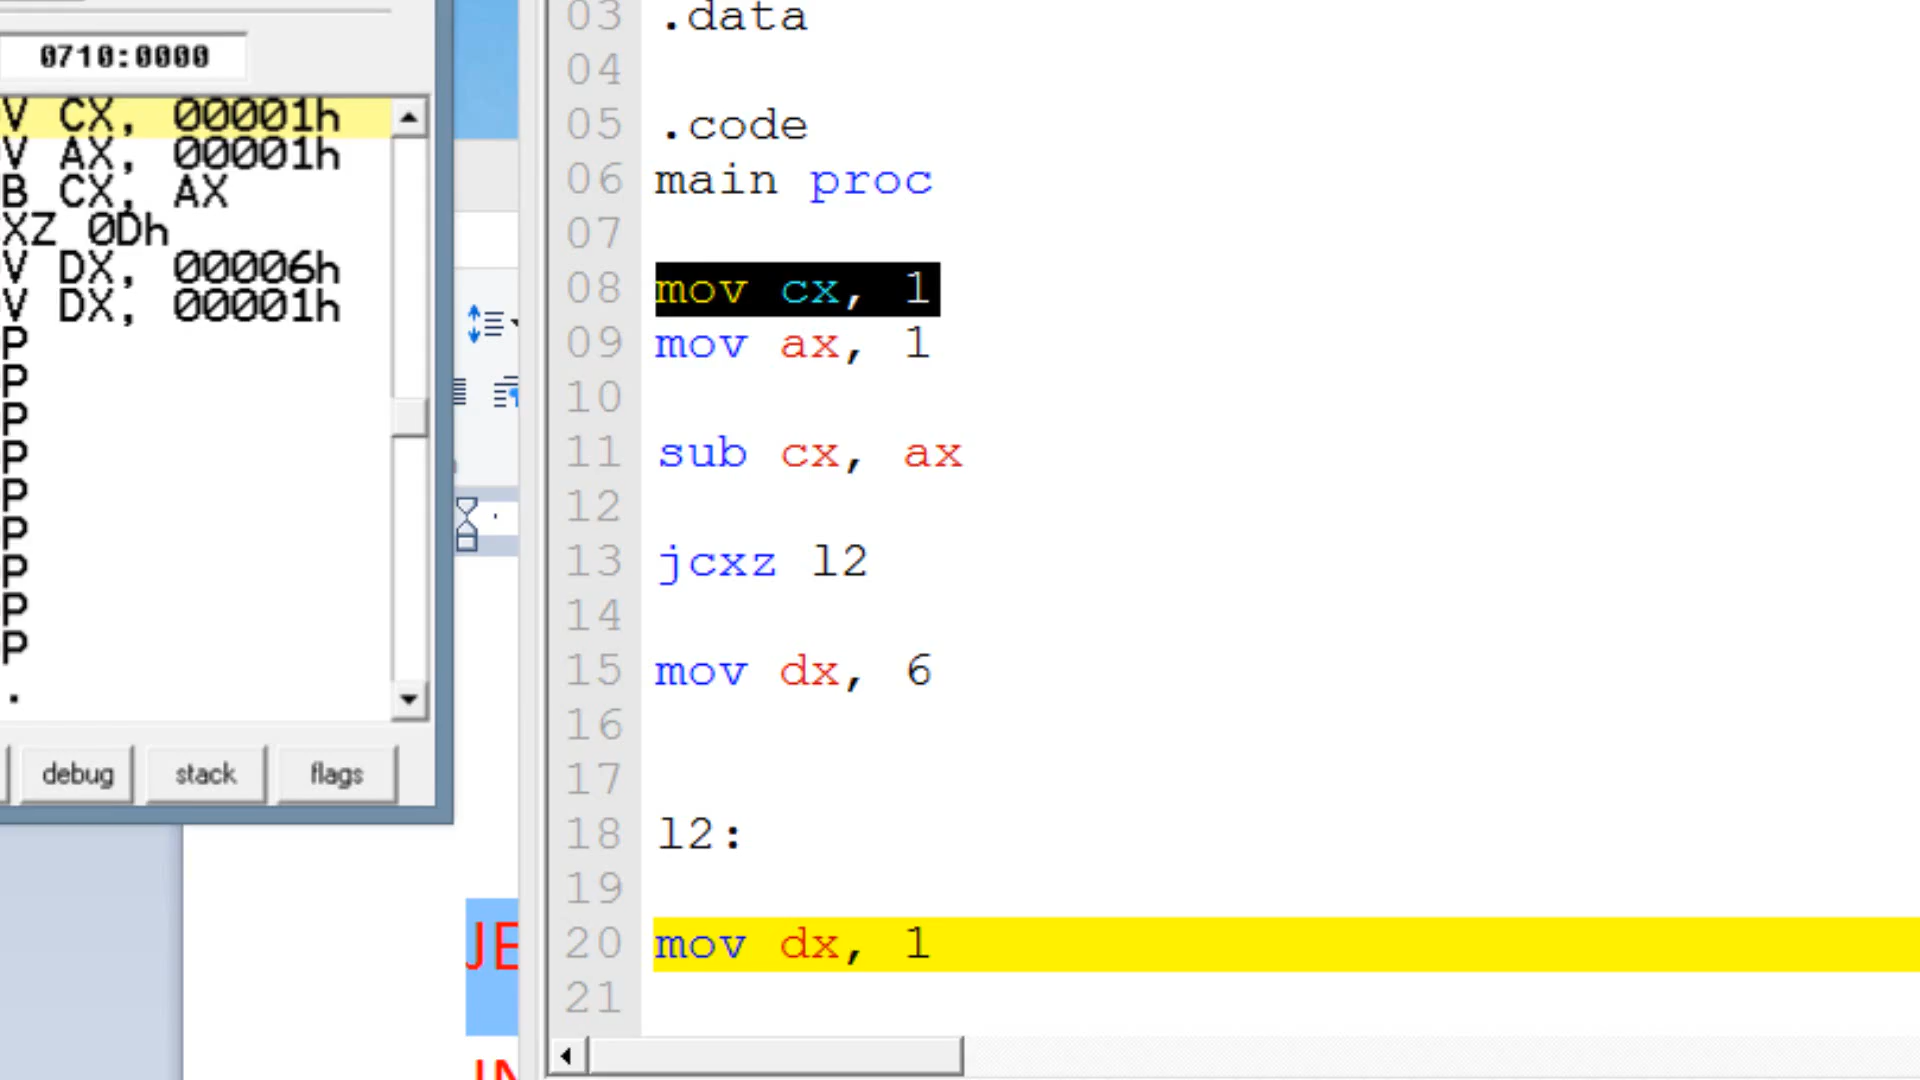 0710:0000
V CX, 00001h
V AX, 00001h
B CX, AX
XZ 0Dh
V DX, 00006h
V DX, 00001h
P
P
P
P
P
P
P
P
P
.
debug stack flags
JE
03 .data
04
05 .code
06 main proc
07
08 mov cx, 1
09 mov ax, 1
10
11 sub cx, ax
12
13 jcxz l2
14
15 mov dx, 6
16
17
18 l2:
19
20 mov dx, 1
21